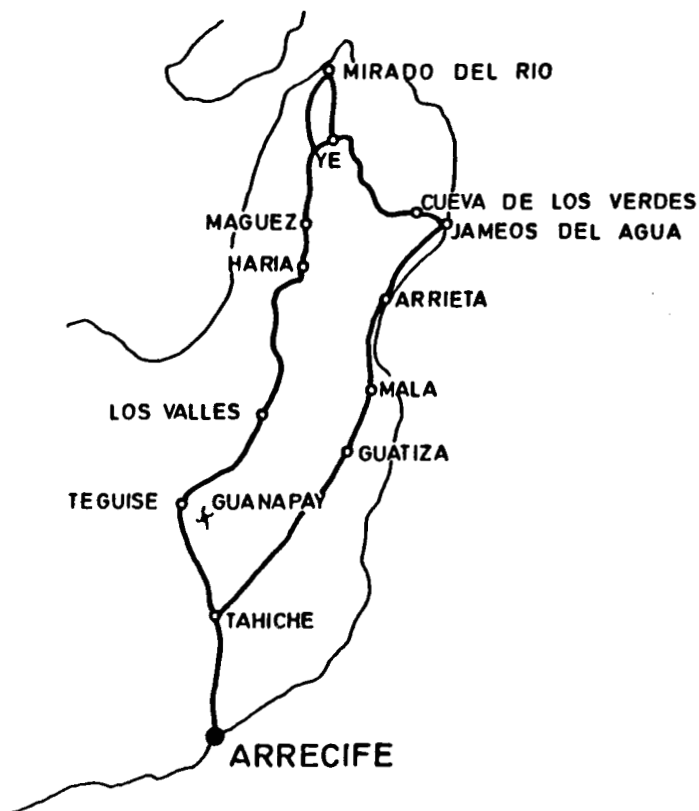 MIRADO DEL RIO
YE
CUEVA DE LOS VERDES
MAGUEZ
JAMEOS DEL AGUA
HARIA
ARRIETA
MALA
LOS VALLES
GUATIZA
TEGUISE
GUANAPAY
TAHICHE
ARRECIFE